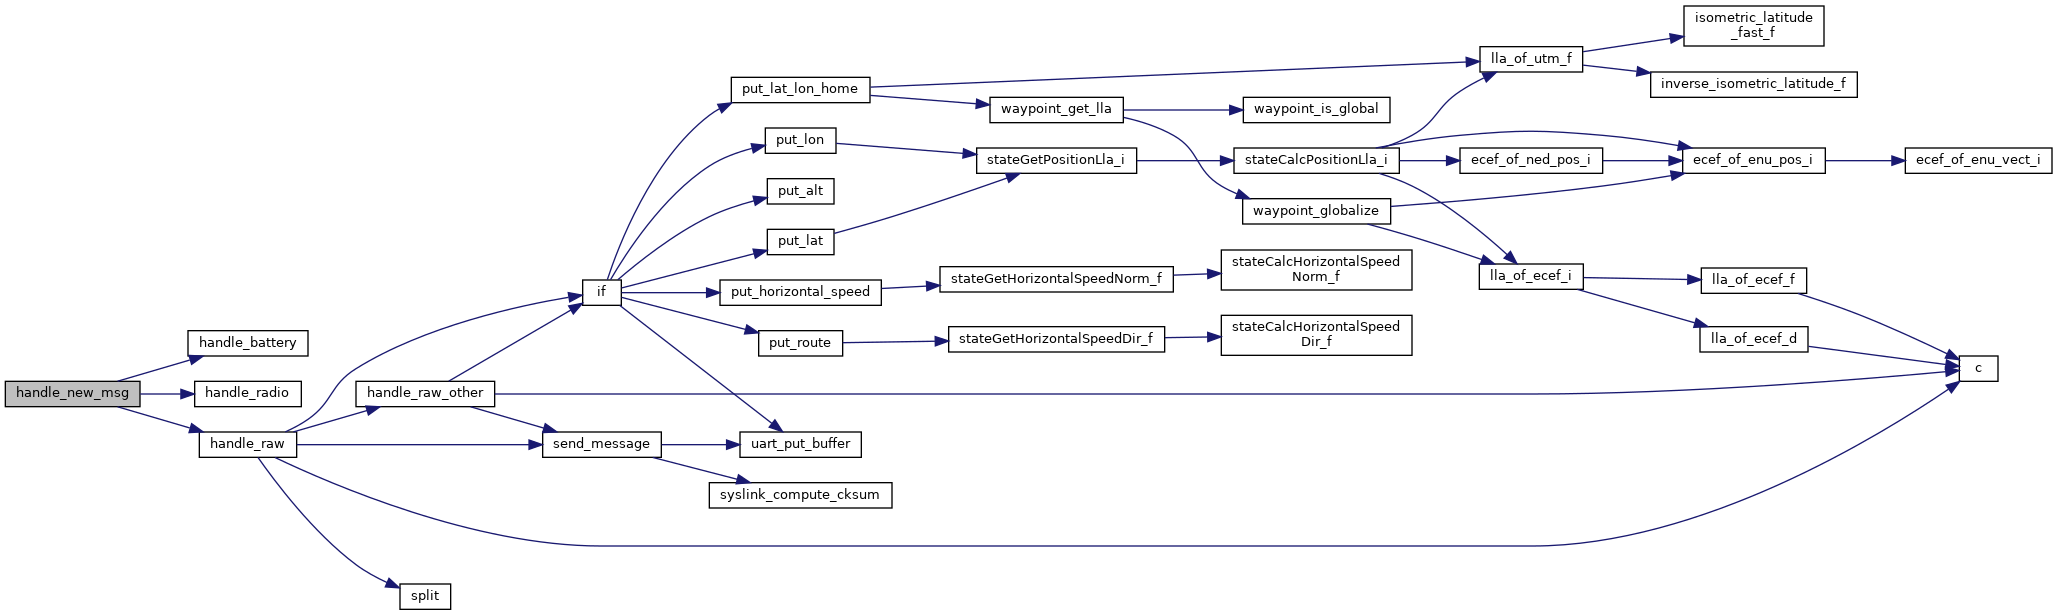 handle_new_msg
handle_battery
handle_radio
handle_raw
handle_raw_other
split
if
send_message
put_lat_lon_home
put_lon
put_alt
put_lat
put_horizontal_speed
put_route
uart_put_buffer
syslink_compute_cksum
waypoint_get_lla
stateGetPositionLla_i
stateGetHorizontalSpeedNorm_f
stateGetHorizontalSpeedDir_f
waypoint_is_global
stateCalcPositionLla_i
waypoint_globalize
stateCalcHorizontalSpeed
Norm_f
stateCalcHorizontalSpeed
Dir_f
lla_of_utm_f
ecef_of_ned_pos_i
lla_of_ecef_i
isometric_latitude
_fast_f
inverse_isometric_latitude_f
ecef_of_enu_pos_i
lla_of_ecef_f
lla_of_ecef_d
ecef_of_enu_vect_i
c